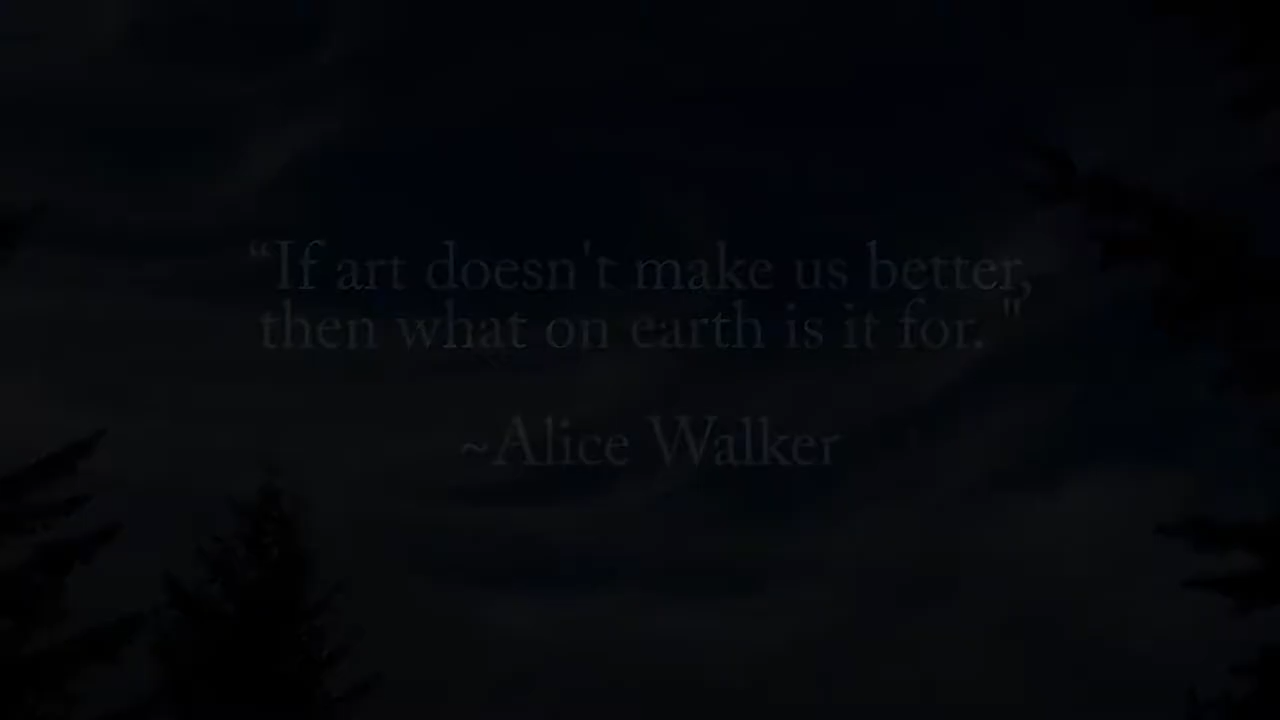 “If art doesn't make us better,
then what on earth is it for."
~Alice Walker